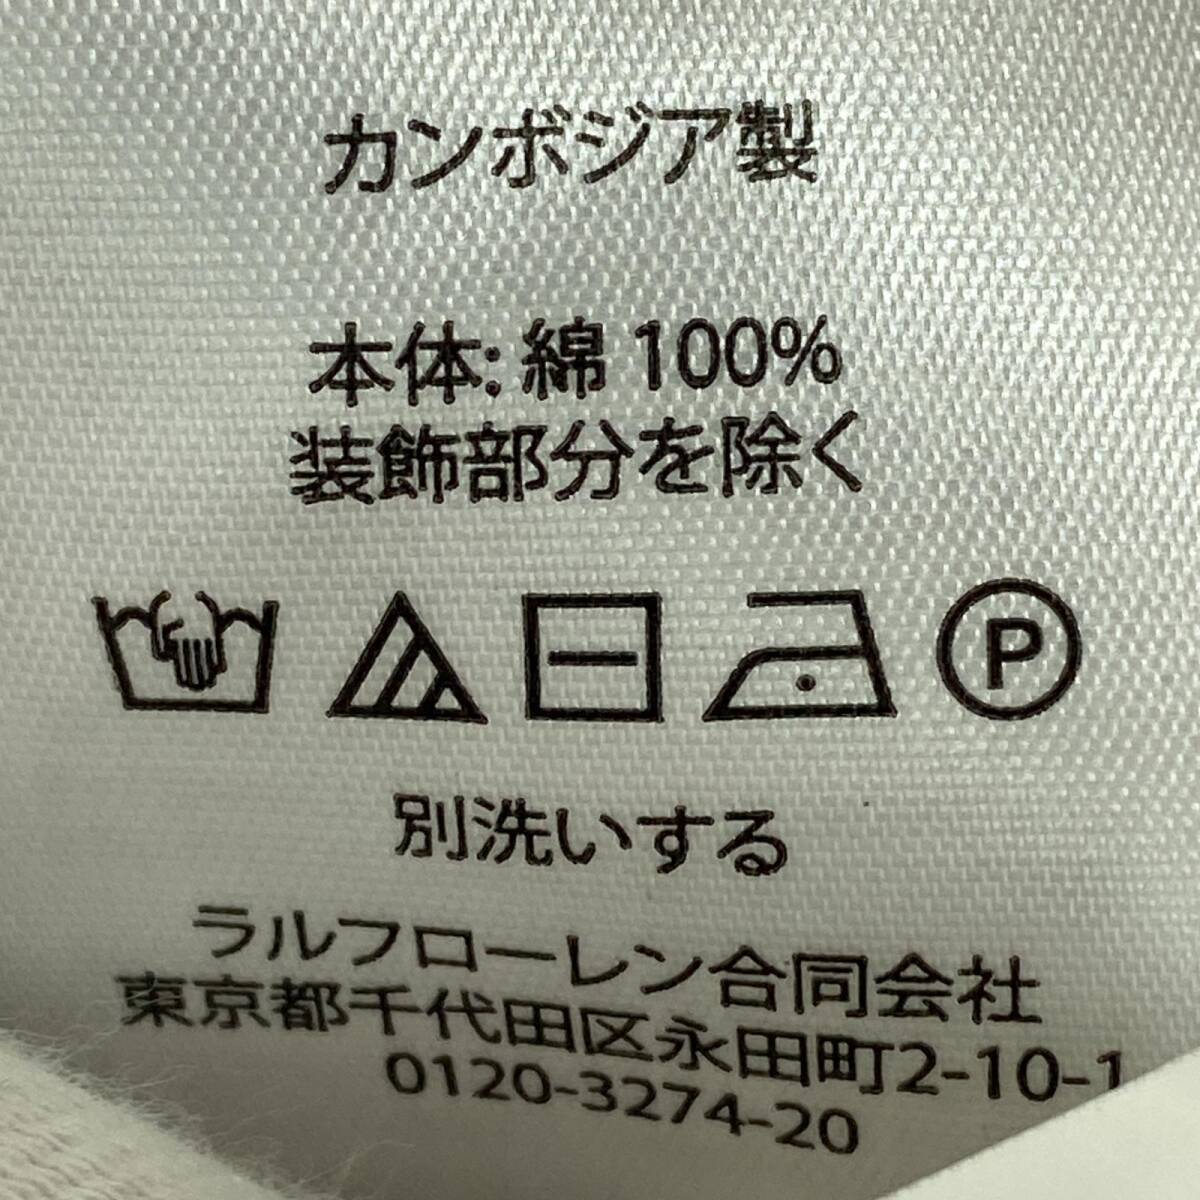 カンボジア製
本体: 綿 100%
装飾部分を除く
P
別洗いする
ラルフローレン合同会社
東京都千代田区永田町2-10-1
0120-3274-20